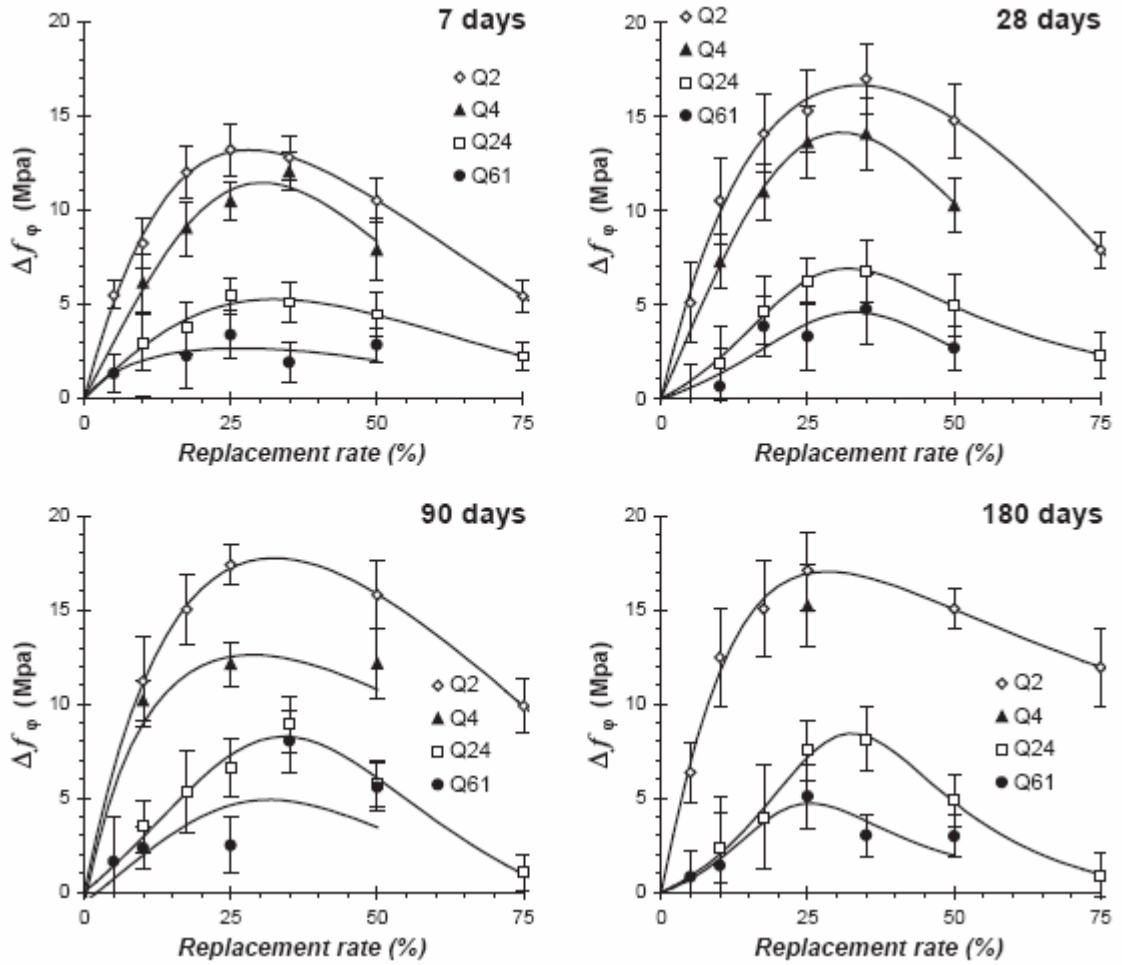 7 days
20
15
10
5
0
Δf φ (Mpa)
Q2
Q4
Q24
Q61
0 25 50 75
Replacement rate (%)
28 days
20
15
10
5
0
Δf φ (Mpa)
Q2
Q4
Q24
Q61
0 25 50 75
Replacement rate (%)
90 days
20
15
10
5
0
Δf φ (Mpa)
Q2
Q4
Q24
Q61
0 25 50 75
Replacement rate (%)
180 days
20
15
10
5
0
Δf φ (Mpa)
Q2
Q4
Q24
Q61
0 25 50 75
Replacement rate (%)